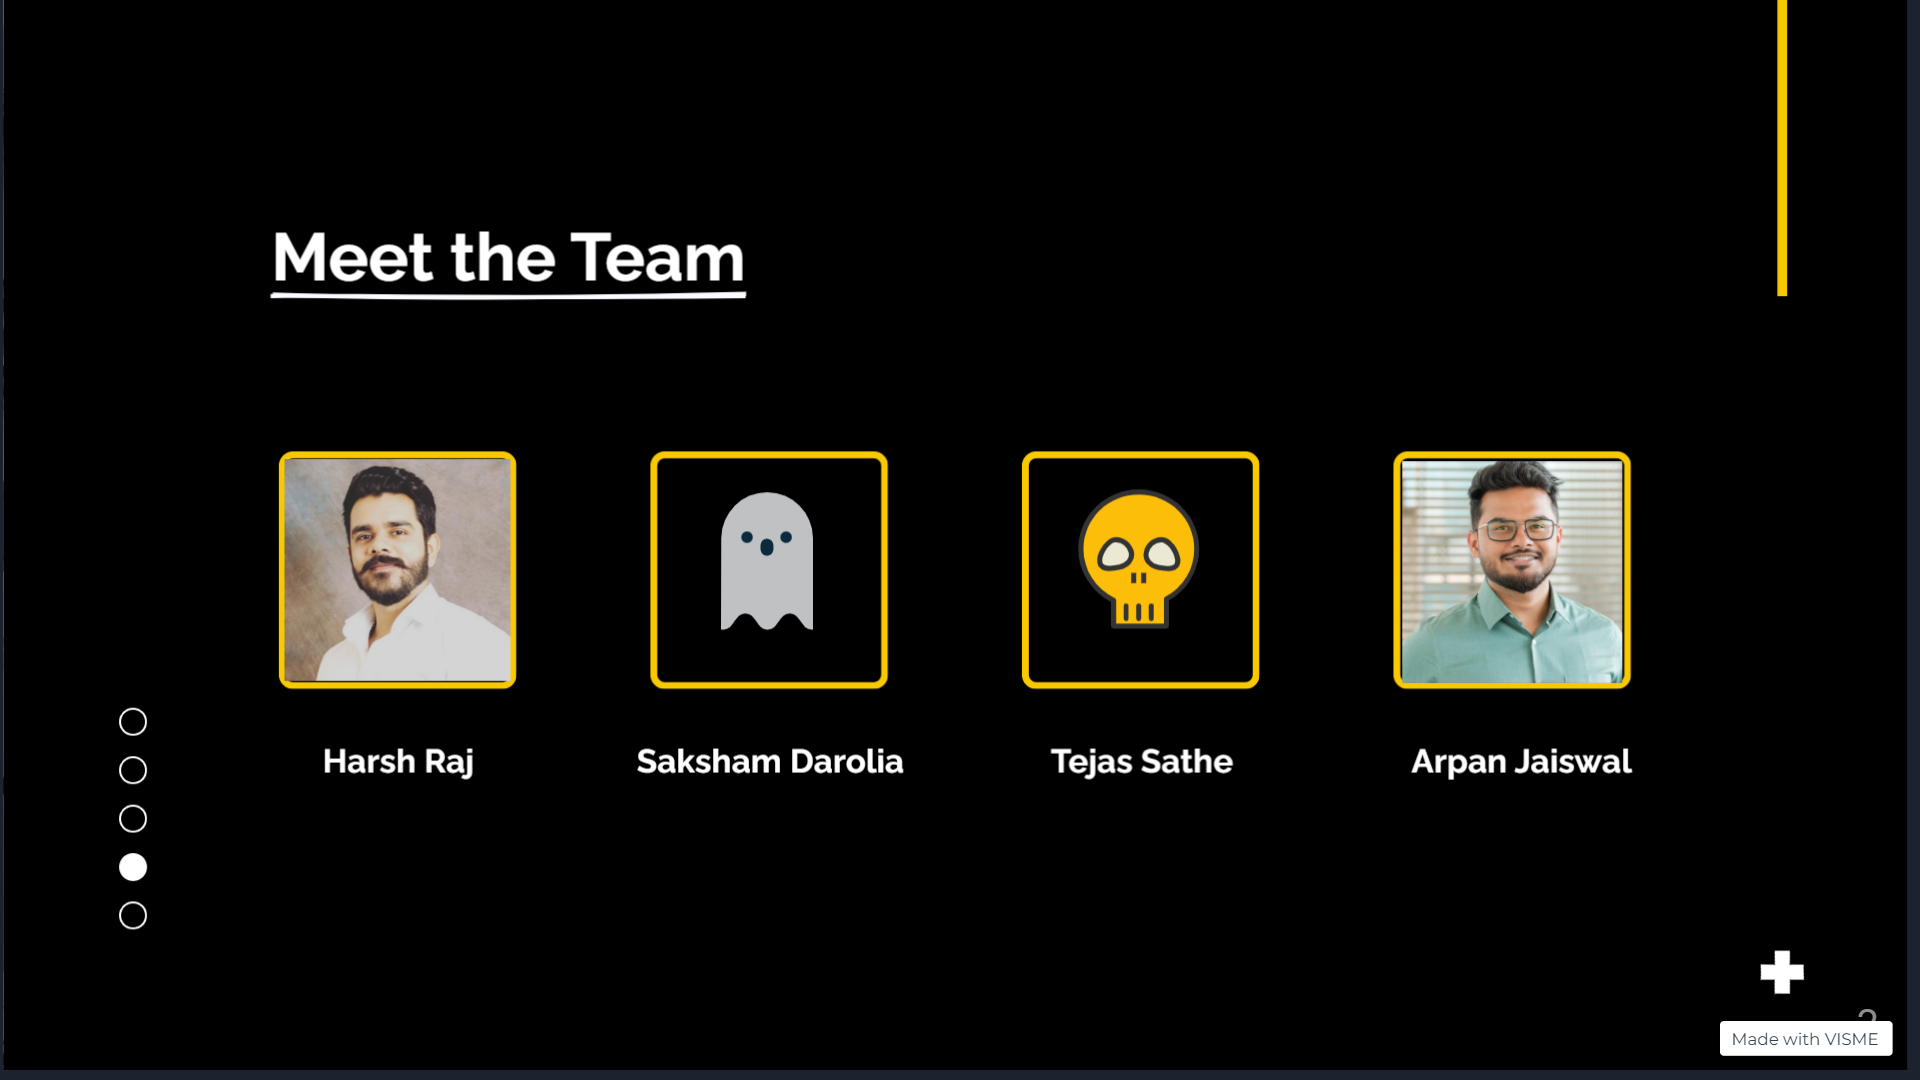 Meet the Team
Harsh Raj
Saksham Darolia
Tejas Sathe
Arpan Jaiswal
Made with VISME